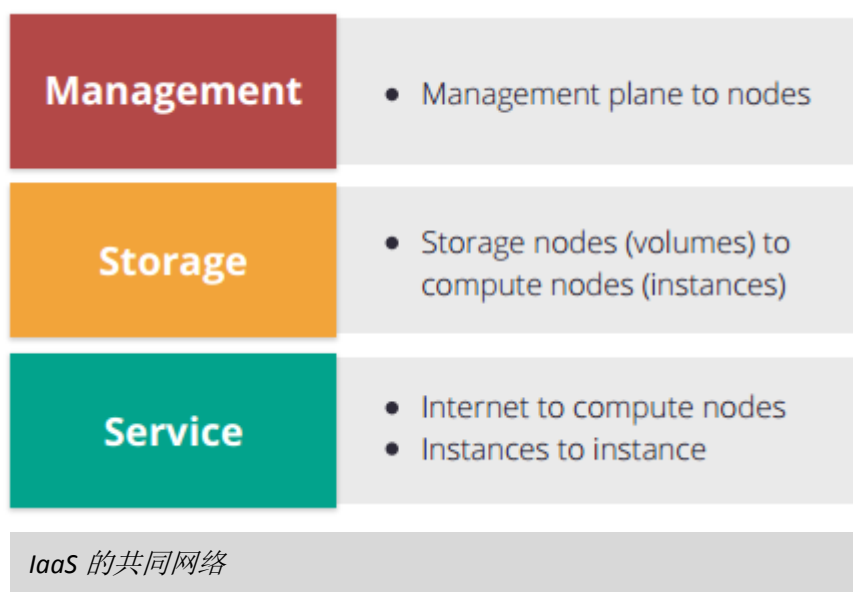 Management
• Management plane to nodes
Storage
• Storage nodes (volumes) to
compute nodes (instances)
Service
• Internet to compute nodes
• Instances to instance
IaaS 的共同网络